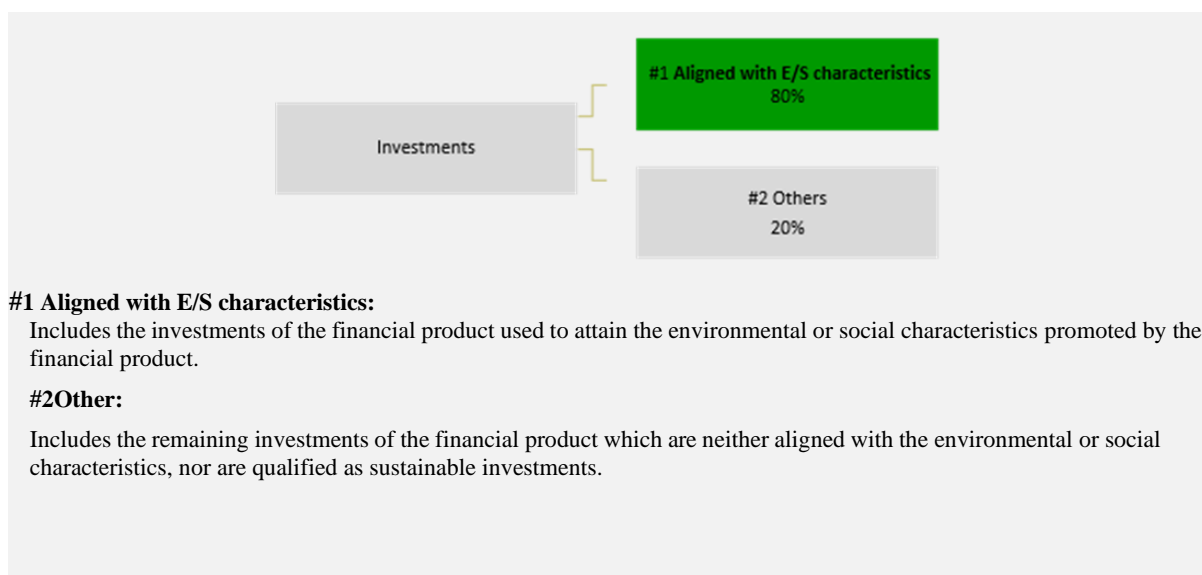 #1 Aligned with E/S characteristics
80%
Investments
#2 Others
20%
#1 Aligned with E/S characteristics:
Includes the investments of the financial product used to attain the environmental or social characteristics promoted by the
financial product.
#2Other:
Includes the remaining investments of the financial product which are neither aligned with the environmental or social
characteristics, nor are qualified as sustainable investments.